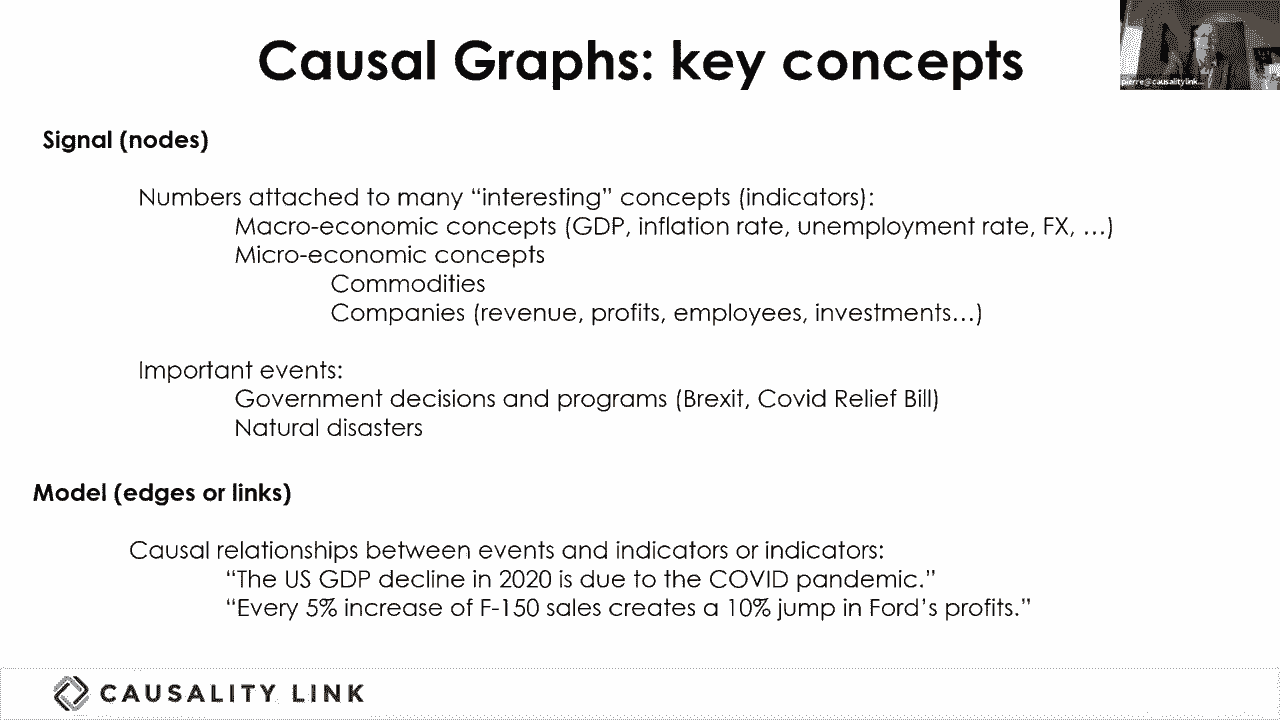 Causal Graphs: key concepts
pierre@causalitylink...
Signal (nodes)
Numbers attached to many “interesting” concepts (indicators):
Macro-economic concepts (GDP, inflation rate, unemployment rate, FX, …)
Micro-economic concepts
Commodities
Companies (revenue, profits, employees, investments…)
Important events:
Government decisions and programs (Brexit, Covid Relief Bill)
Natural disasters
Model (edges or links)
Causal relationships between events and indicators or indicators:
“The US GDP decline in 2020 is due to the COVID pandemic.”
“Every 5% increase of F-150 sales creates a 10% jump in Ford’s profits.”
CAUSALITY LINK